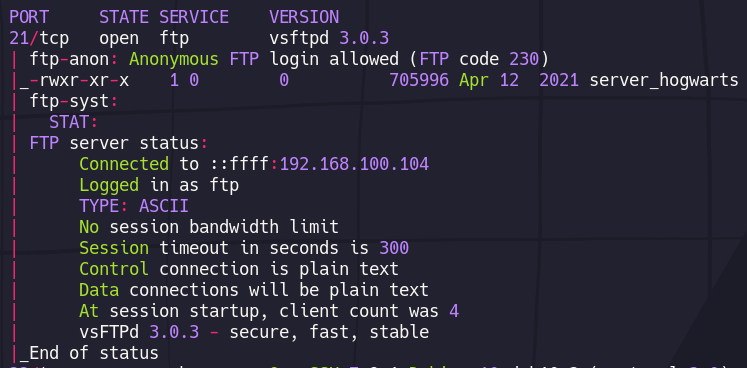 PORT STATE SERVICE VERSION
21/tcp open ftp vsftpd 3.0.3
| ftp-anon: Anonymous FTP login allowed (FTP code 230)
|_-rwxr-xr-x 1 0 0 705996 Apr 12 2021 server_hogwarts
| ftp-syst:
| STAT:
| FTP server status:
| Connected to ::ffff:192.168.100.104
| Logged in as ftp
| TYPE: ASCII
| No session bandwidth limit
| Session timeout in seconds is 300
| Control connection is plain text
| Data connections will be plain text
| At session startup, client count was 4
| vsFTPd 3.0.3 - secure, fast, stable
|_End of status